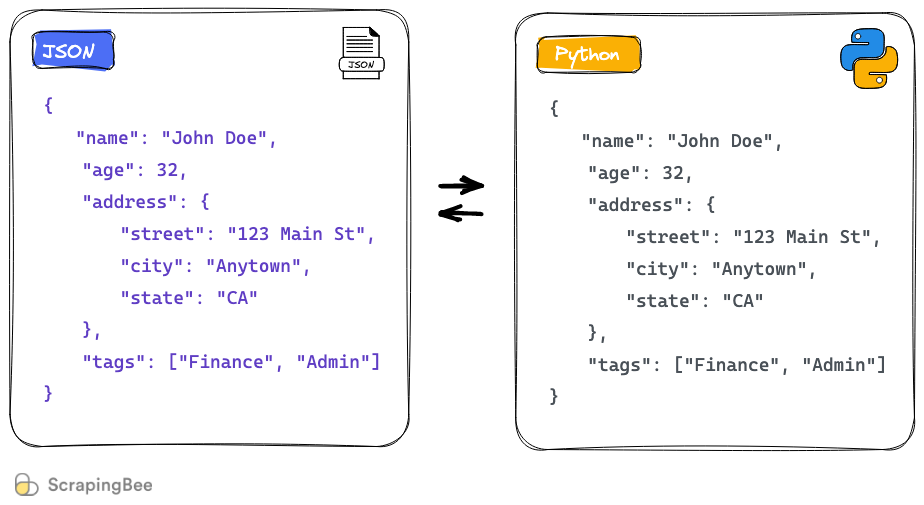 JSON
JSON
{
"name": "John Doe",
"age": 32,
"address": {
"street": "123 Main St",
"city": "Anytown",
"state": "CA"
},
"tags": ["Finance", "Admin"]
}
Python
{
"name": "John Doe",
"age": 32,
"address": {
"street": "123 Main St",
"city": "Anytown",
"state": "CA"
},
"tags": ["Finance", "Admin"]
}
ScrapingBee